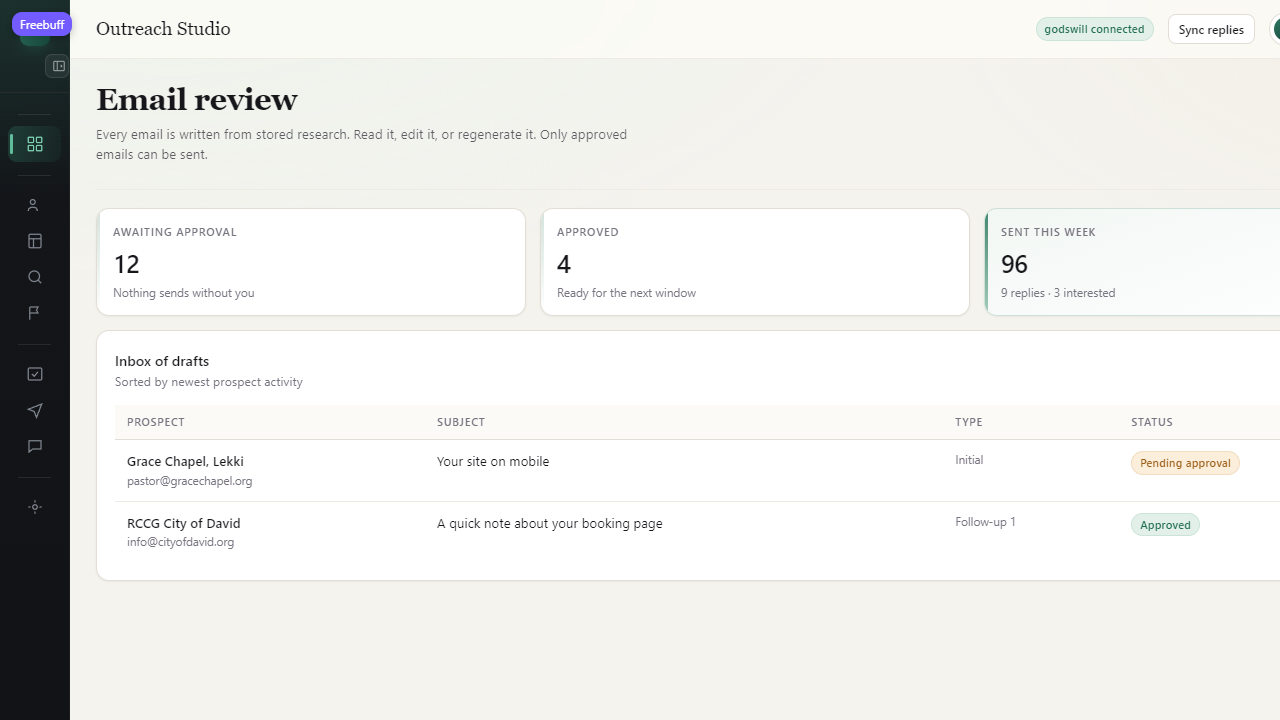 Freebuff
Outreach Studio
godswill connected
Sync replies
Email review
Every email is written from stored research. Read it, edit it, or regenerate it. Only approved
emails can be sent.
AWAITING APPROVAL
12
Nothing sends without you
APPROVED
4
Ready for the next window
SENT THIS WEEK
96
9 replies · 3 interested
Inbox of drafts
Sorted by newest prospect activity
PROSPECT SUBJECT TYPE STATUS
Grace Chapel, Lekki Your site on mobile Initial Pending approval
pastor@gracechapel.org
RCCG City of David A quick note about your booking page Follow-up 1 Approved
info@cityofdavid.org